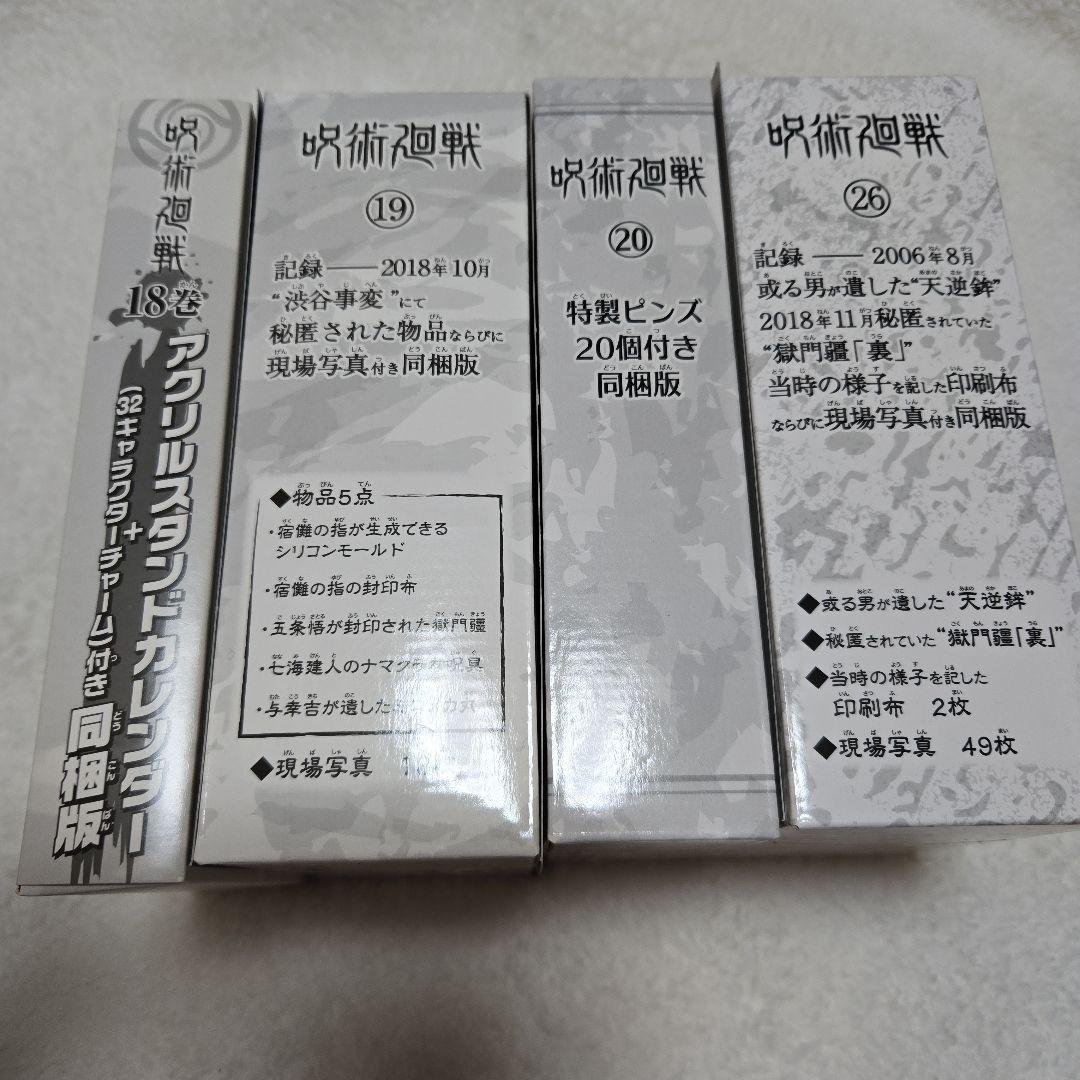 呪術廻戦
18巻
アクリルスタンドカレンダー
+
(32キャラクターチャーム)付き
同梱版
呪術廻戦
⑲
記録――2018年10月
“渋谷事変”にて
秘匿された物品ならびに
現場写真付き同梱版
◆物品5点
・宿儺の指が生成できる
シリコンモールド
・宿儺の指の封印布
・五条悟が封印された獄門疆
・七海建人のナマクラ
・与幸吉が遺した
◆現場写真
呪術廻戦
⑳
特製ピンズ
20個付き
同梱版
呪術廻戦
㉖
記録――2006年8月
或る男が遺した“天逆鉾”
2018年11月秘匿されていた
“獄門疆「裏」”
当時の様子を記した印刷布
ならびに現場写真付き同梱版
◆或る男が遺した“天逆鉾”
◆秘匿されていた“獄門疆「裏」”
◆当時の様子を記した
印刷布 2枚
◆現場写真 49枚